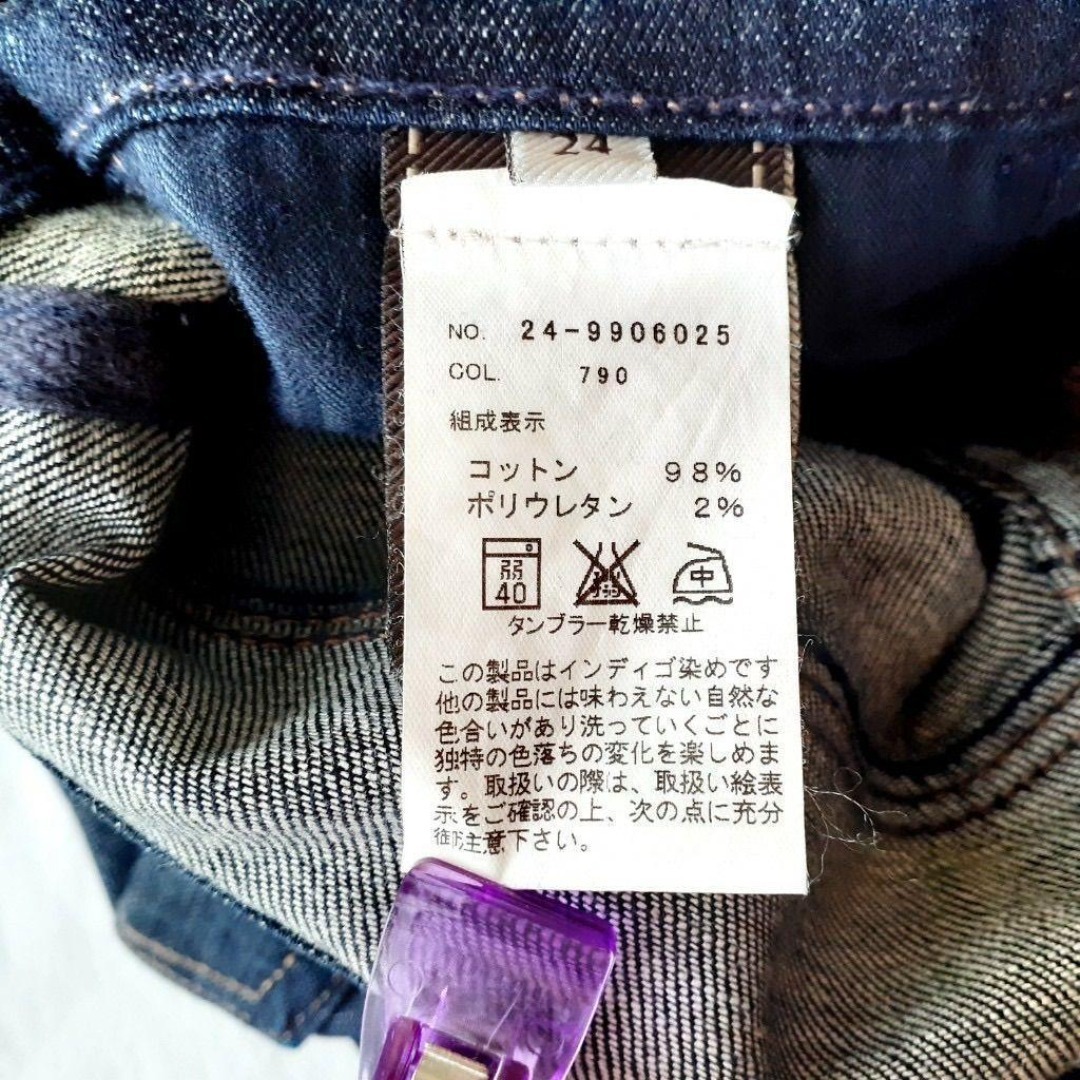 24
NO. 24-9906025
COL. 790
組成表示
コットン 98%
ポリウレタン 2%
弱 40 中
タンブラー乾燥禁止
この製品はインディゴ染めです
他の製品には味わえない自然な
色合いがあり洗っていくごとに
独特の色落ちの変化を楽しめま
す。取扱いの際は、取扱い絵表
示をご確認の上、次の点に充分
御注意下さい。